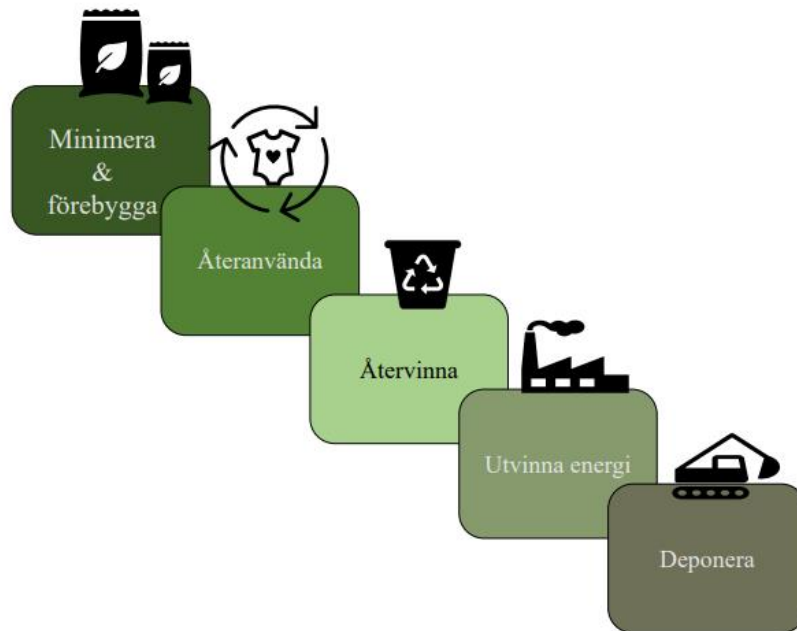 Minimera
&
förebygga
Återanvända
Återvinna
Utvinna energi
Deponera